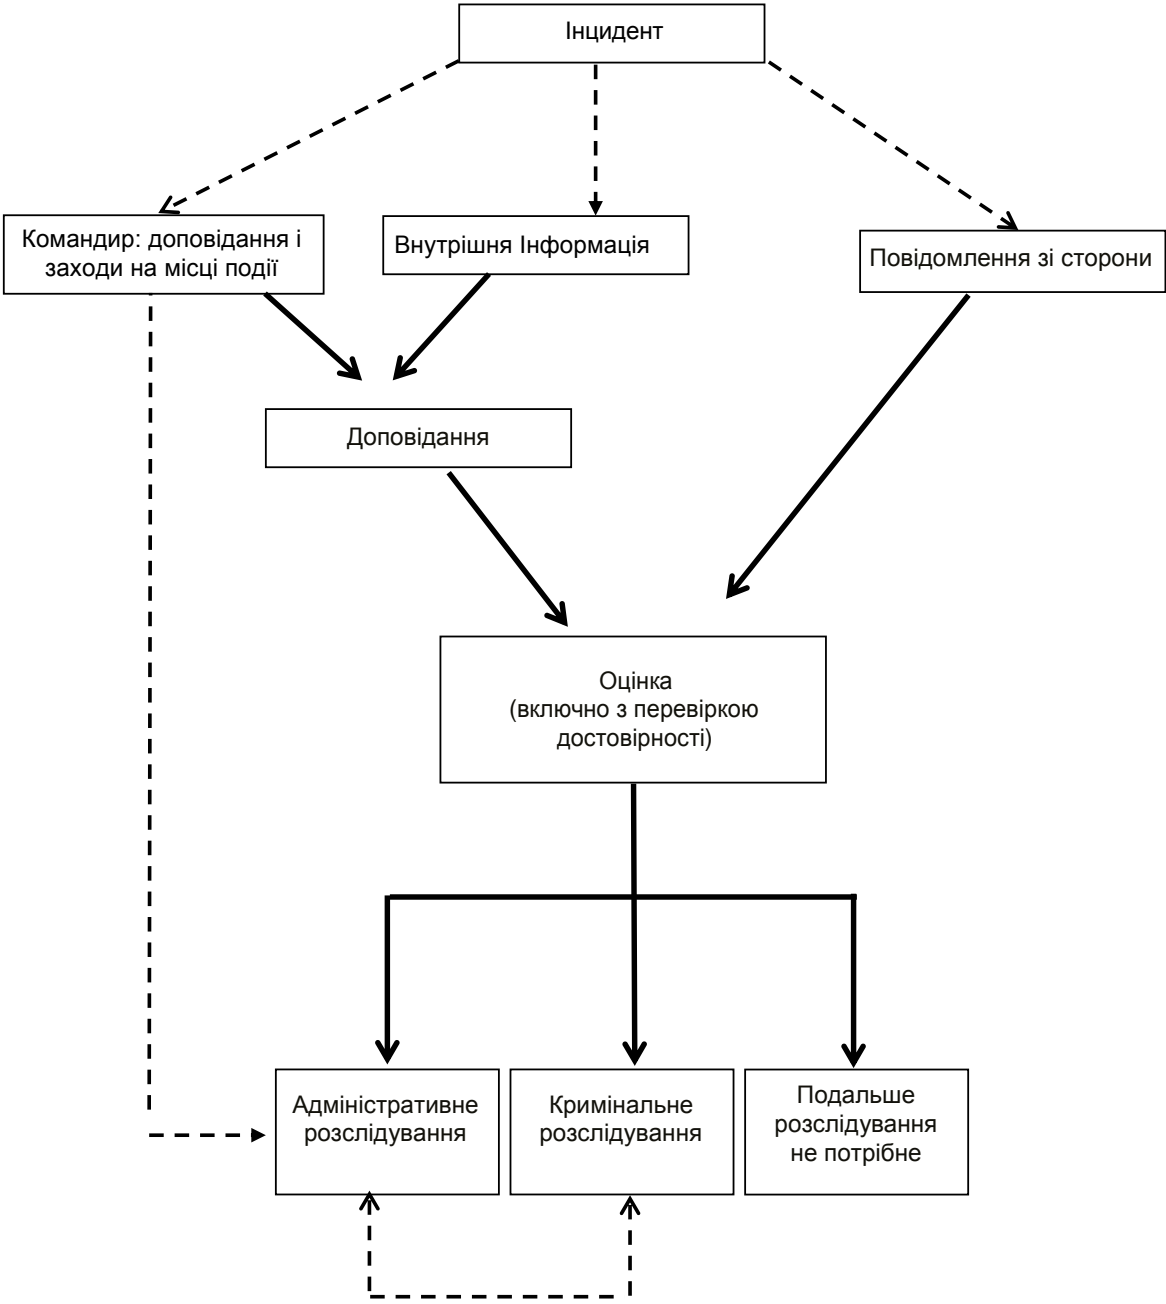 Інцидент
Командир: доповідання і
заходи на місці події
Внутрішня Інформація
Повідомлення зі сторони
Доповідання
Оцінка
(включно з перевіркою
достовірності)
Адміністративне
розслідування
Кримінальне
розслідування
Подальше
розслідування
не потрібне